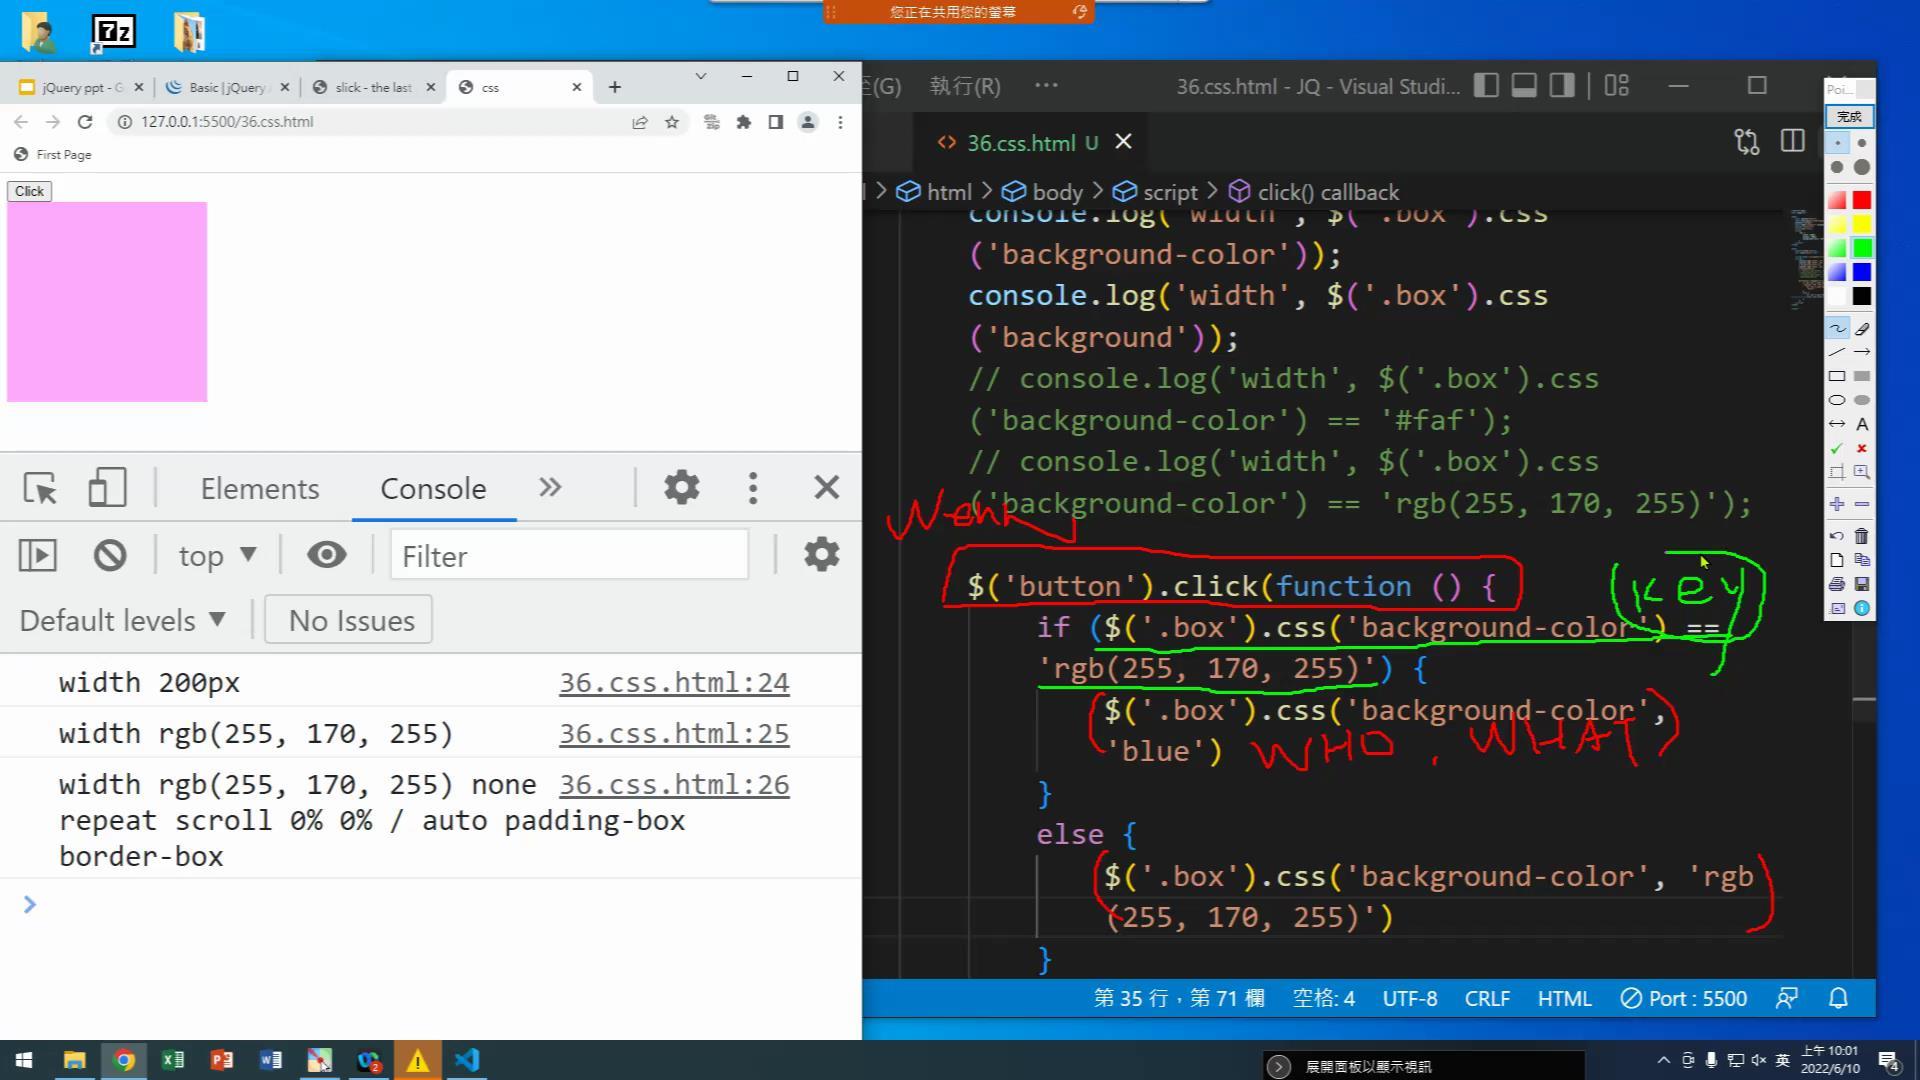 您正在共用您的螢幕
7z
jQuery ppt - G
Basic | jQuery
slick - the last
css
127.0.0.1:5500/36.css.html
First Page
Click
Elements
Console
top
Filter
Default levels
No Issues
width 200px 36.css.html:24
width rgb(255, 170, 255) 36.css.html:25
width rgb(255, 170, 255) none 36.css.html:26
repeat scroll 0% 0% / auto padding-box
border-box
(G) 執行(R) ··· 36.css.html - JQ - Visual Studi...
36.css.html U
html > body > script > click() callback
console.log('width', $('.box').css
('background-color'));
console.log('width', $('.box').css
('background'));
// console.log('width', $('.box').css
('background-color') == '#faf');
// console.log('width', $('.box').css
('background-color') == 'rgb(255, 170, 255)');
$('button').click(function () {
key
if ($('.box').css('background-color') ==
'rgb(255, 170, 255)') {
$('.box').css('background-color',
'blue')
WHO , WHAT
}
else {
$('.box').css('background-color', 'rgb
(255, 170, 255)')
}
第 35 行，第 71 欄 空格: 4 UTF-8 CRLF HTML Port : 5500
Poi...
完成
A
展開面板以顯示視訊
英
上午 10:01
2022/6/10
4
2